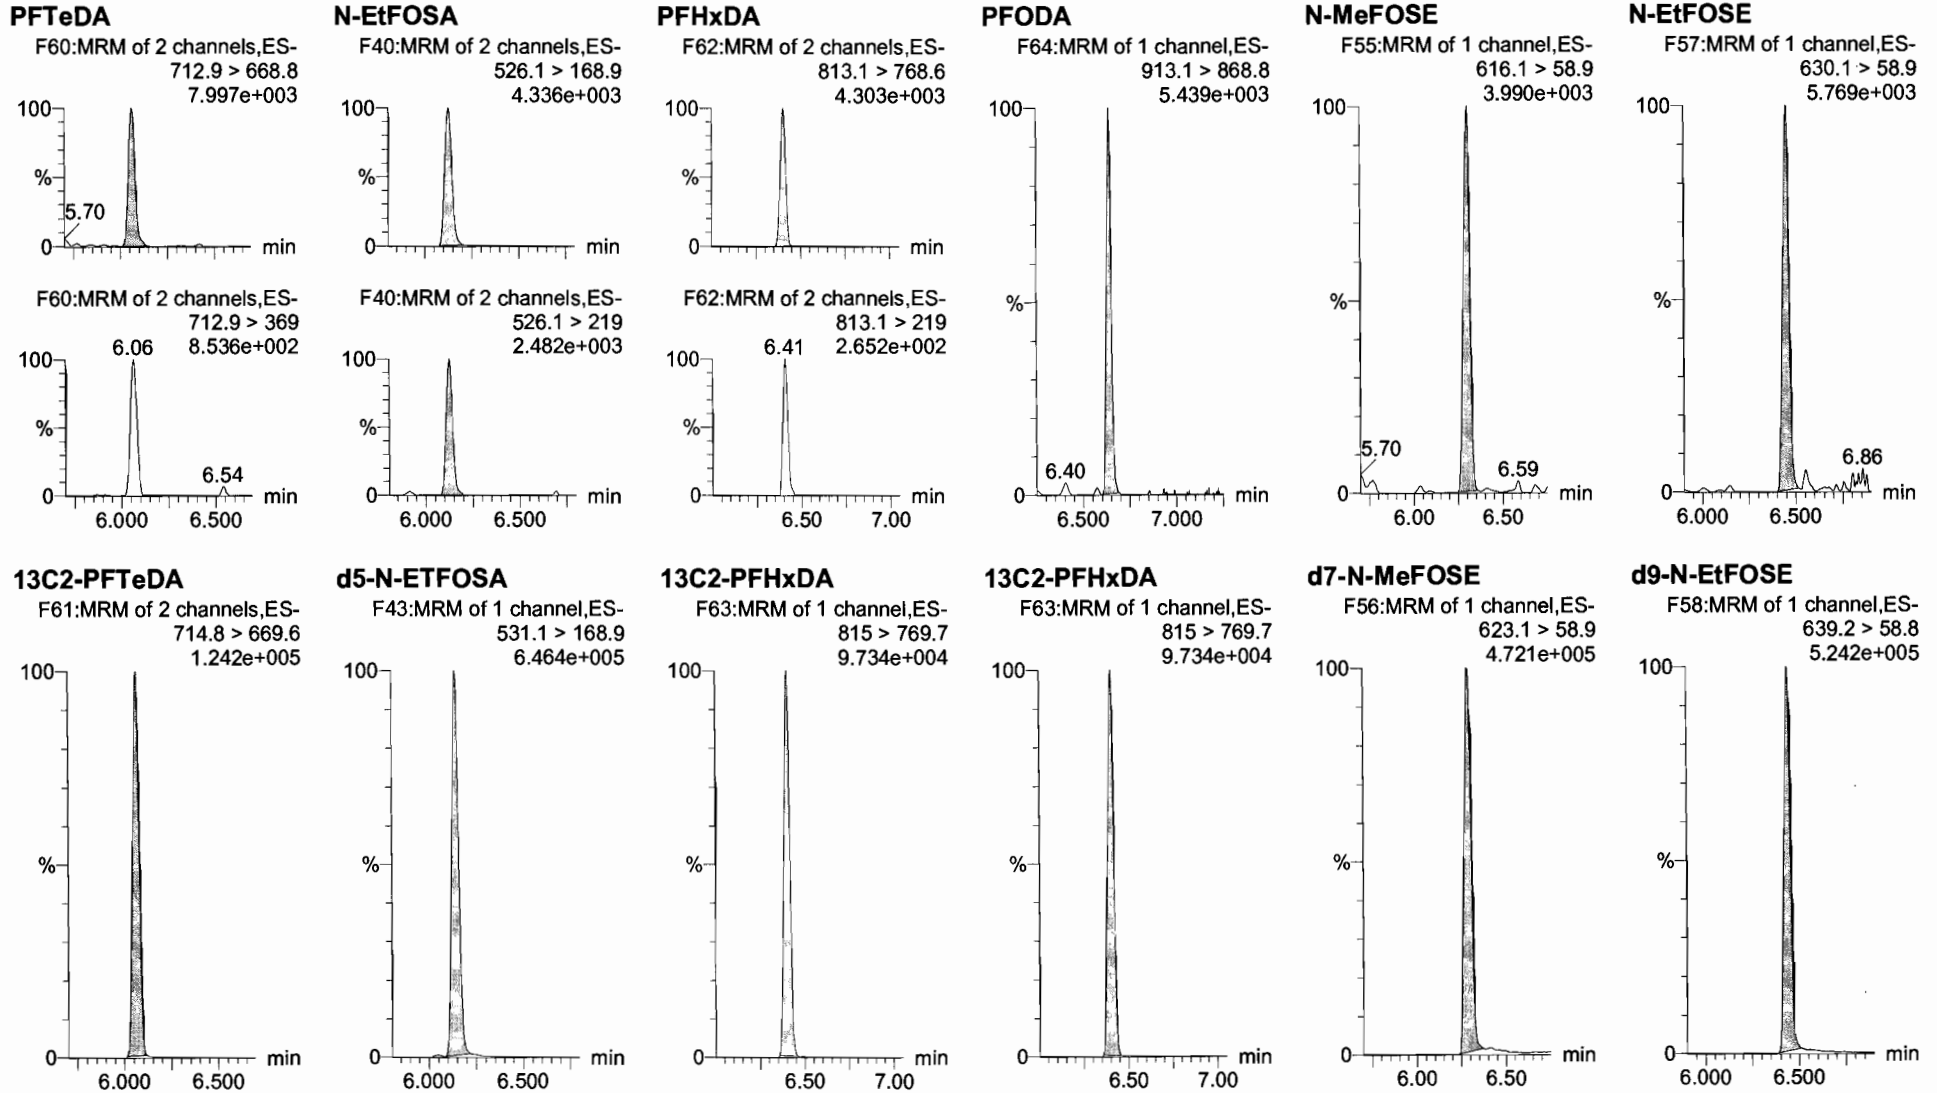 PFTeDA
F60:MRM of 2 channels,ES-
712.9 > 668.8
7.997e+003
100
%
5.70
0
min
F60:MRM of 2 channels,ES-
712.9 > 369
6.06 8.536e+002
100
%
6.54
0
min
6.000 6.500
N-EtFOSA
F40:MRM of 2 channels,ES-
526.1 > 168.9
4.336e+003
100
%
0
min
F40:MRM of 2 channels,ES-
526.1 > 219
2.482e+003
100
%
0
min
6.000 6.500
PFHxDA
F62:MRM of 2 channels,ES-
813.1 > 768.6
4.303e+003
100
%
0
min
F62:MRM of 2 channels,ES-
813.1 > 219
6.41 2.652e+002
100
%
0
min
6.50 7.00
PFODA
F64:MRM of 1 channel,ES-
913.1 > 868.8
5.439e+003
100
%
6.40
0
min
6.500 7.000
N-MeFOSE
F55:MRM of 1 channel,ES-
616.1 > 58.9
3.990e+003
100
%
5.70
6.59
0
min
6.00 6.50
N-EtFOSE
F57:MRM of 1 channel,ES-
630.1 > 58.9
5.769e+003
100
%
6.86
0
min
6.000 6.500
13C2-PFTeDA
F61:MRM of 2 channels,ES-
714.8 > 669.6
1.242e+005
100
%
0
min
6.000 6.500
d5-N-ETFOSA
F43:MRM of 1 channel,ES-
531.1 > 168.9
6.464e+005
100
%
0
min
6.000 6.500
13C2-PFHxDA
F63:MRM of 1 channel,ES-
815 > 769.7
9.734e+004
100
%
0
min
6.50 7.00
13C2-PFHxDA
F63:MRM of 1 channel,ES-
815 > 769.7
9.734e+004
100
%
0
min
6.50 7.00
d7-N-MeFOSE
F56:MRM of 1 channel,ES-
623.1 > 58.9
4.721e+005
100
%
0
min
6.00 6.50
d9-N-EtFOSE
F58:MRM of 1 channel,ES-
639.2 > 58.8
5.242e+005
100
%
0
min
6.000 6.500